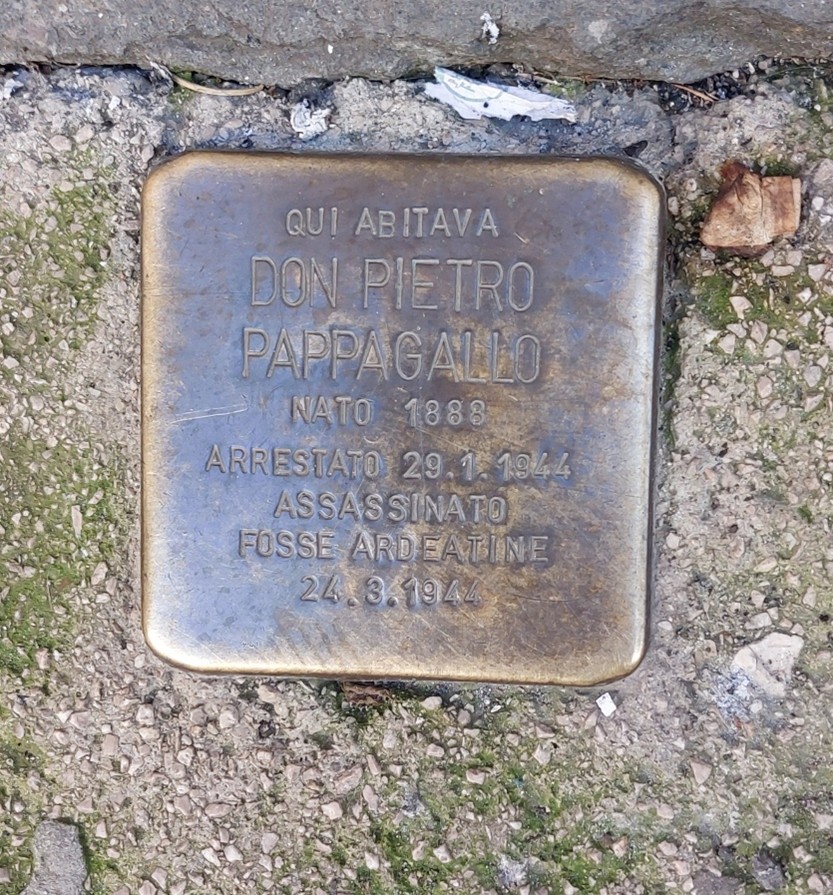 QUI ABITAVA
DON PIETRO
PAPPAGALLO
NATO 1888
ARRESTATO 29.1.1944
ASSASSINATO
FOSSE ARDEATINE
24.3.1944